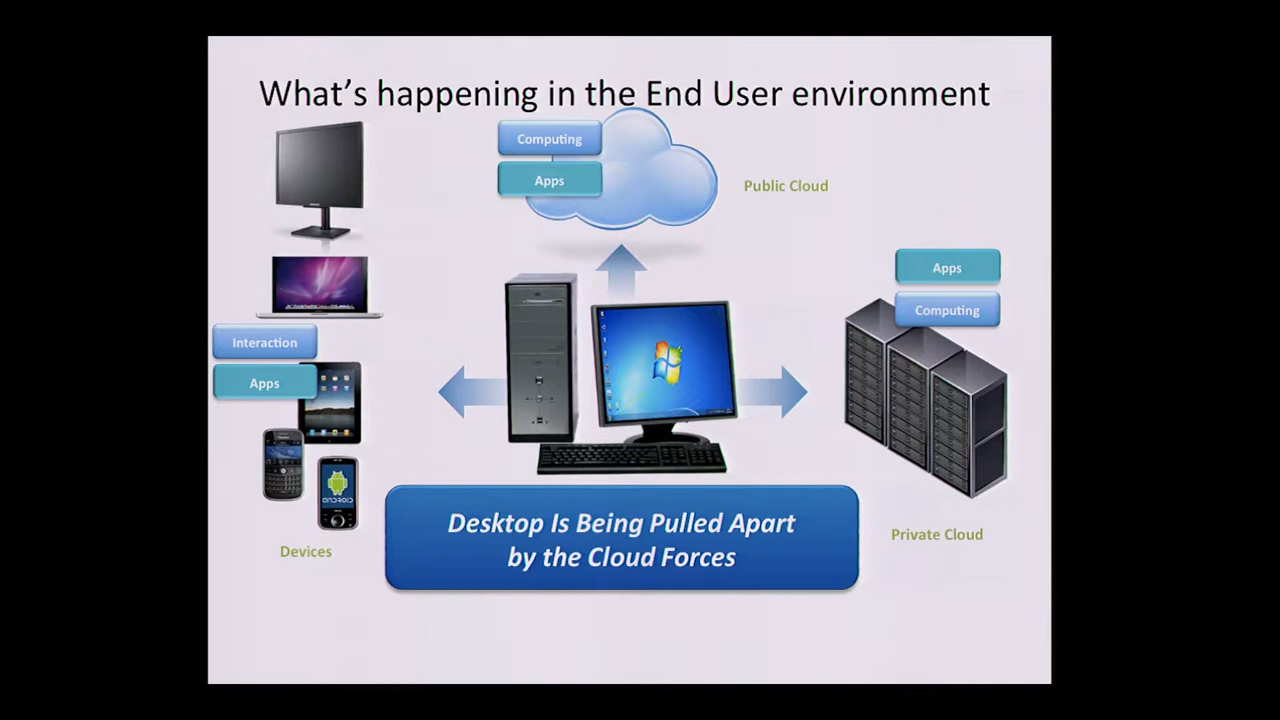 What's happening in the End User environment
Computing
Apps
Public Cloud
Apps
Computing
Interaction
Apps
ANDROID
Desktop Is Being Pulled Apart
by the Cloud Forces
Private Cloud
Devices